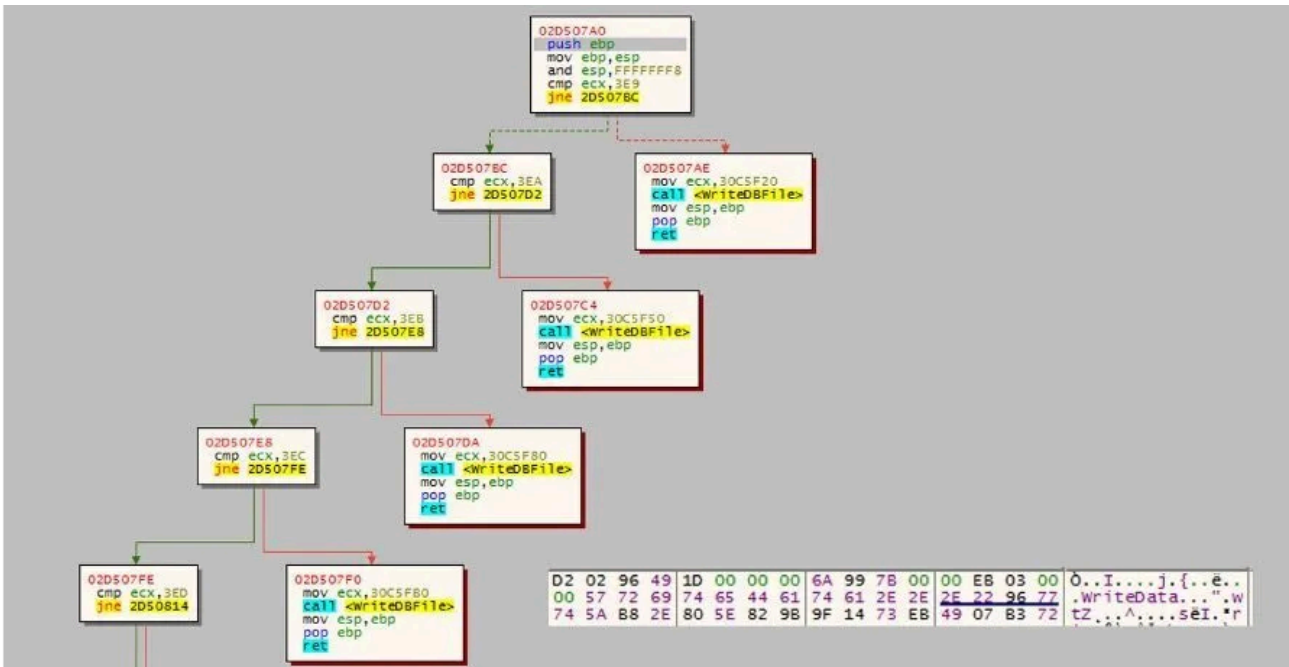 02D507A0
push ebp
mov ebp,esp
and esp,FFFFFFF8
cmp ecx,3E9
jne 2D507BC
02D507BC
cmp ecx,3EA
jne 2D507D2
02D507AE
mov ecx,30C5F20
call <WriteDBFile>
mov esp,ebp
pop ebp
ret
02D507D2
cmp ecx,3EB
jne 2D507E8
02D507C4
mov ecx,30C5F50
call <WriteDBFile>
mov esp,ebp
pop ebp
ret
02D507E8
cmp ecx,3EC
jne 2D507FE
02D507DA
mov ecx,30C5F80
call <WriteDBFile>
mov esp,ebp
pop ebp
ret
02D507FE
cmp ecx,3ED
jne 2D50814
02D507F0
mov ecx,30C5FB0
call <WriteDBFile>
mov esp,ebp
pop ebp
ret
D2 02 96 49 1D 00 00 00 6A 99 7B 00 00 EB 03 00 Ò..I....j.{..ë..
00 57 72 69 74 65 44 61 74 61 2E 2E 2E 22 96 77 .WriteData...".w
74 5A B8 2E 80 5E 82 9B 9F 14 73 EB 49 07 B3 72